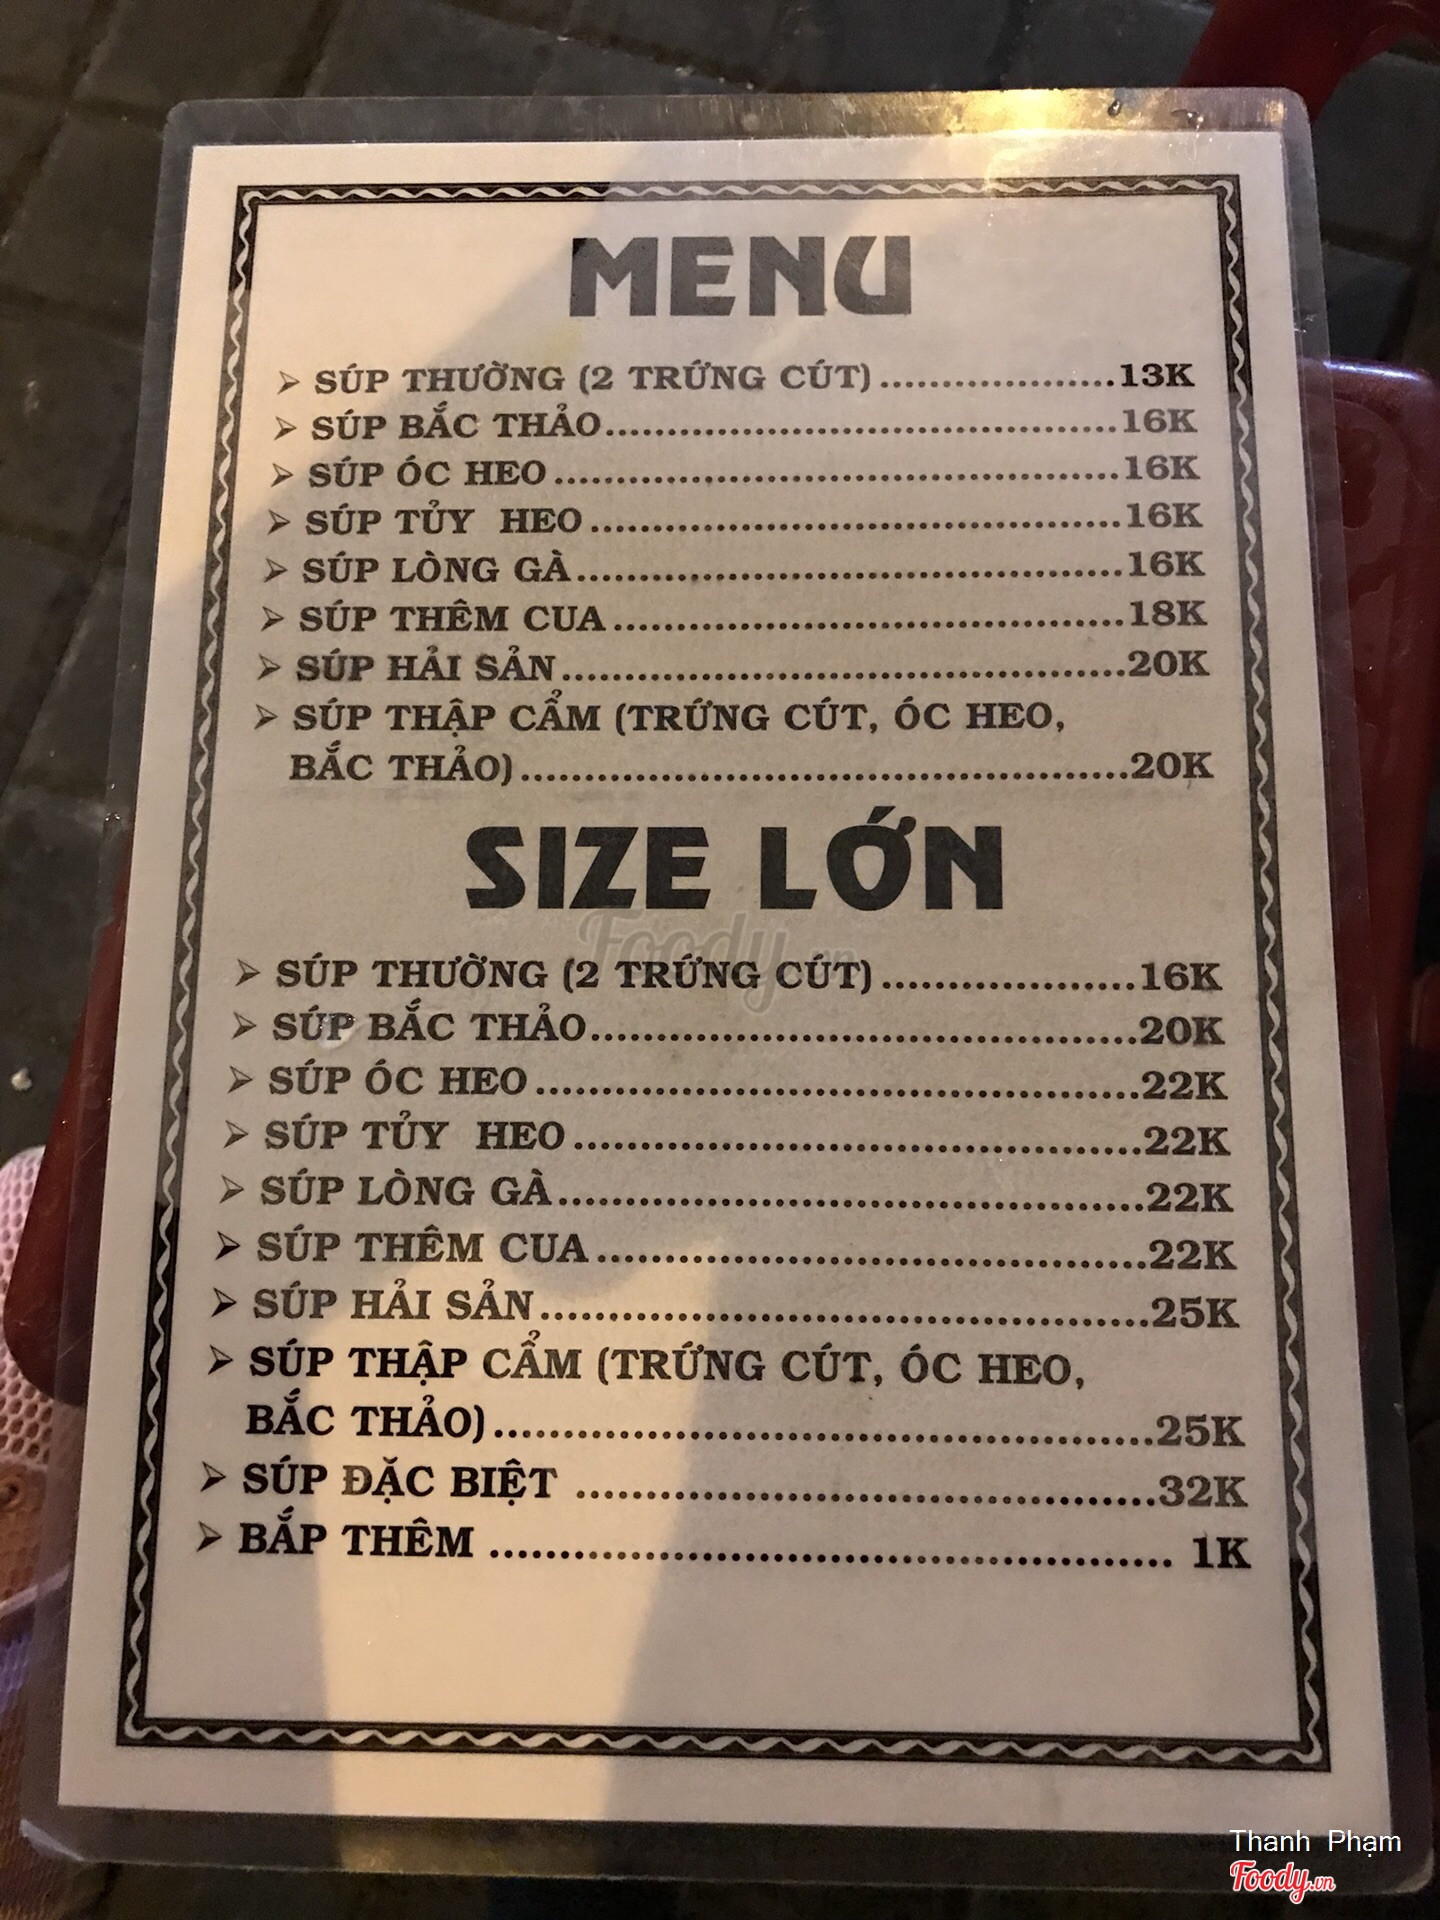 MENU
➢ SÚP THƯỜNG (2 TRỨNG CÚT)...................13K
➢ SÚP BẮC THẢO..........................................16K
➢ SÚP ÓC HEO..............................................16K
➢ SÚP TỦY HEO...........................................16K
➢ SÚP LÒNG GÀ............................................16K
➢ SÚP THÊM CUA.........................................18K
➢ SÚP HẢI SẢN.............................................20K
➢ SÚP THẬP CẨM (TRỨNG CÚT, ÓC HEO,
BẮC THẢO)................................................20K
SIZE LỚN
Foody.vn
➢ SÚP THƯỜNG (2 TRỨNG CÚT)...................16K
➢ SÚP BẮC THẢO..........................................20K
➢ SÚP ÓC HEO..............................................22K
➢ SÚP TỦY HEO...........................................22K
➢ SÚP LÒNG GÀ............................................22K
➢ SÚP THÊM CUA.........................................22K
➢ SÚP HẢI SẢN.............................................25K
➢ SÚP THẬP CẨM (TRỨNG CÚT, ÓC HEO,
BẮC THẢO)................................................25K
➢ SÚP ĐẶC BIỆT ..........................................32K
➢ BẮP THÊM ................................................ 1K
Thanh Phạm
Foody.vn